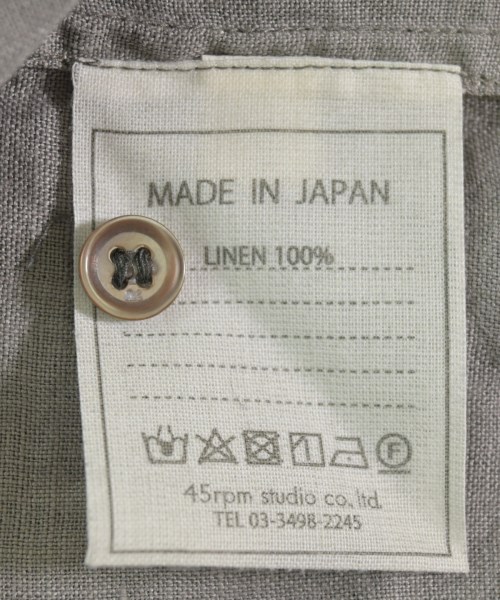 MADE IN JAPAN
LINEN 100%
F
45rpm studio co., ltd.
TEL 03-3498-2245